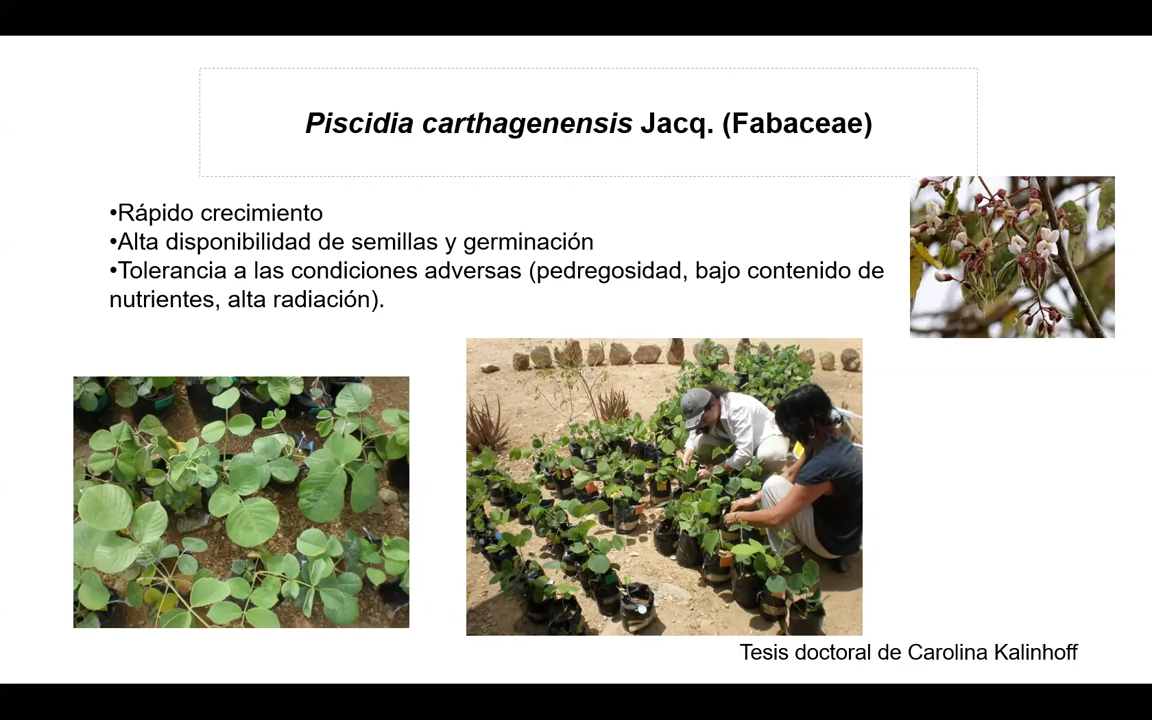 Piscidia carthagenensis Jacq. (Fabaceae)
•Rápido crecimiento
•Alta disponibilidad de semillas y germinación
•Tolerancia a las condiciones adversas (pedregosidad, bajo contenido de
nutrientes, alta radiación).
Tesis doctoral de Carolina Kalinhoff